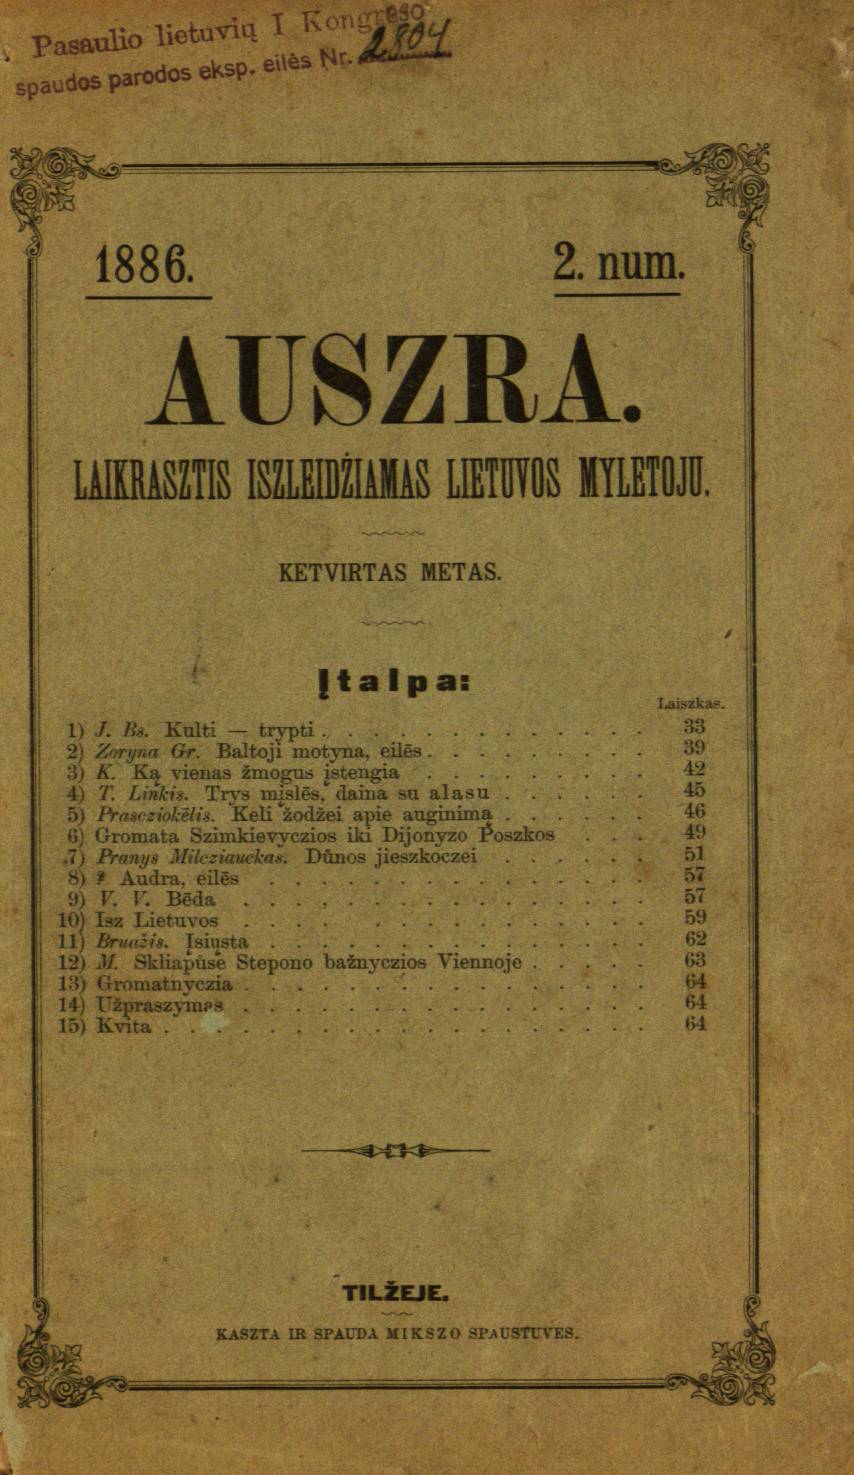 Pasaulio lietuvių I Kongreso
spaudos parodos eksp. eilės Nr. 2804
1886. 2. num.
AUSZRA.
LAIKRASZTIS ISZLEIDŻIAMAS LIETUVOS MYLETOJU.
KETVIRTAS METAS.
Įtalpa:
Laiszkas.
1) J. Bs. Kulti — trypti . . . . . . . . . . . . . 33
2) Zoryna Gr. Baltoji motyna, eilės . . . . . . . . . 39
3) K. Ką vienas žmogus įstengia . . . . . . . . . 42
4) T. Linkis. Trys mįslės, daina su alasu . . . . . . 45
5) Prascziokėlis. Keli žodžei apie auginimą . . . . . . 46
6) Gromata Szimkievyczios iki Dijonyzo Poszkos . . . 49
7) Pranys Milcziauckas. Dūnos jieszkoczei . . . . . . 51
8) ? Audra, eilės . . . . . . . . . . . . . . . 57
9) V. V. Bėda . . . . . . . . . . . . . . . . 57
10) Isz Lietuvos . . . . . . . . . . . . . . . 59
11) Bruažis. Įsiųsta . . . . . . . . . . . . . . . 62
12) M. Skliapūsė Stepono bažnyczios Viennoje . . . . . 63
13) Gromatnyczia . . . . . . . . . . . . . . . . 64
14) Užpraszymas . . . . . . . . . . . . . . . . 64
15) Kvita . . . . . . . . . . . . . . . . . . . 64
TILŽEJE.
KASZTA IR SPAUDA MIKSZO SPAUSTUVES.